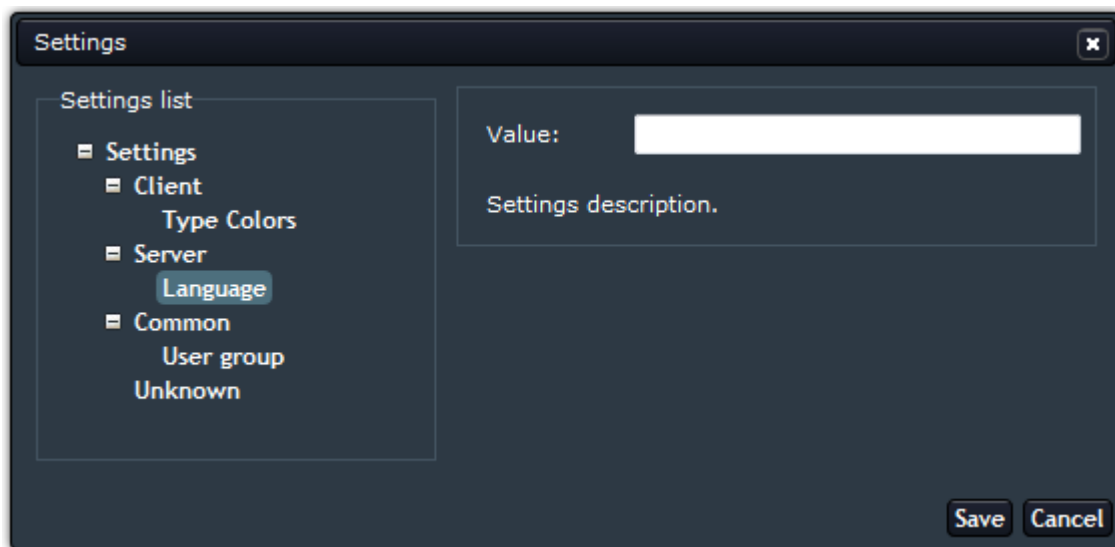 Settings
Settings list
Settings
Client
Type Colors
Server
Language
Common
User group
Unknown
Value:
Settings description.
Save Cancel